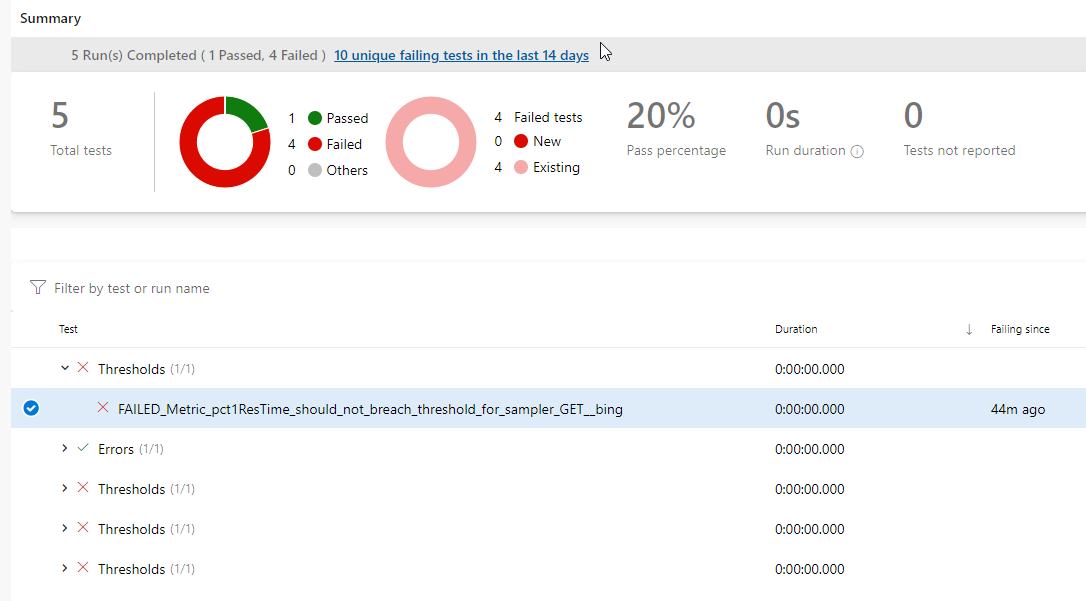 Summary
5 Run(s) Completed ( 1 Passed, 4 Failed ) 10 unique failing tests in the last 14 days
5
Total tests
1 Passed
4 Failed
0 Others
4 Failed tests
0 New
4 Existing
20%
Pass percentage
0s
Run duration
0
Tests not reported
Filter by test or run name
Test Duration Failing since
Thresholds (1/1) 0:00:00.000
FAILED_Metric_pct1ResTime_should_not_breach_threshold_for_sampler_GET__bing 0:00:00.000 44m ago
Errors (1/1) 0:00:00.000
Thresholds (1/1) 0:00:00.000
Thresholds (1/1) 0:00:00.000
Thresholds (1/1) 0:00:00.000